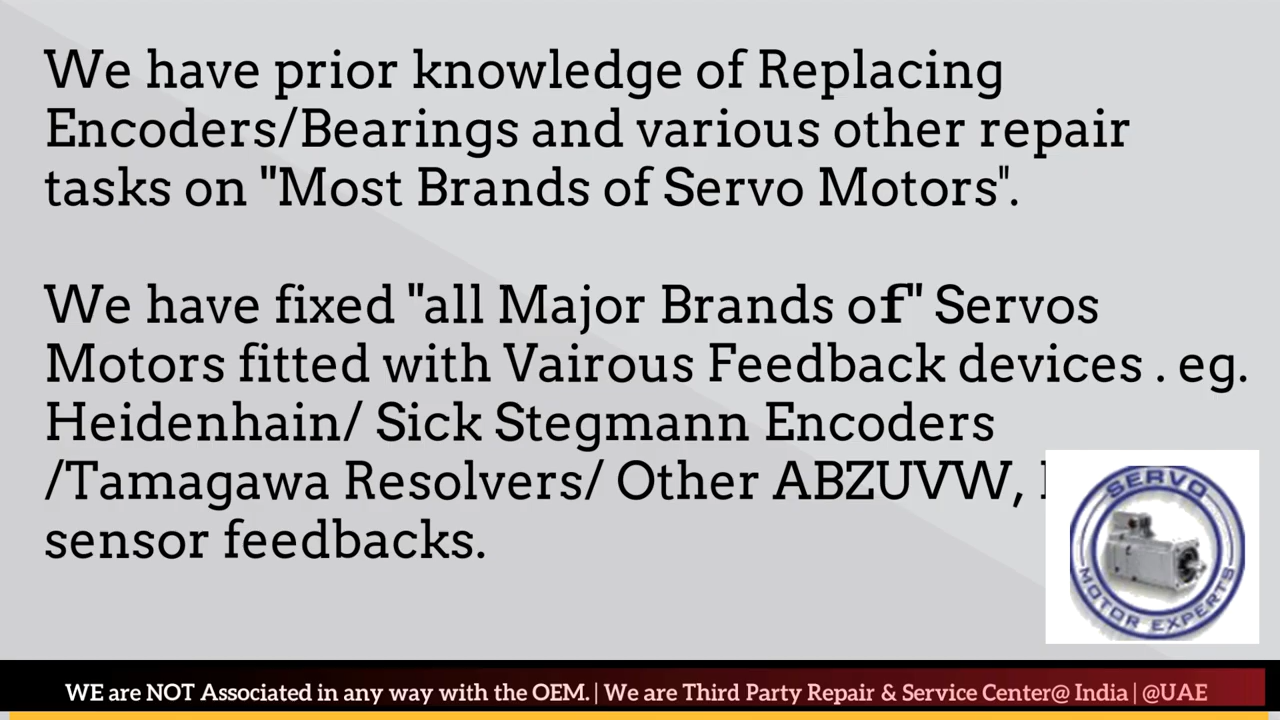 We have prior knowledge of Replacing
Encoders/Bearings and various other repair
tasks on "Most Brands of Servo Motors".
We have fixed "all Major Brands of" Servos
Motors fitted with Vairous Feedback devices . eg.
Heidenhain/ Sick Stegmann Encoders
/Tamagawa Resolvers/ Other ABZUVW,
sensor feedbacks.
SERVO
MOTOR EXPERTS
WE are NOT Associated in any way with the OEM. | We are Third Party Repair & Service Center@ India | @UAE